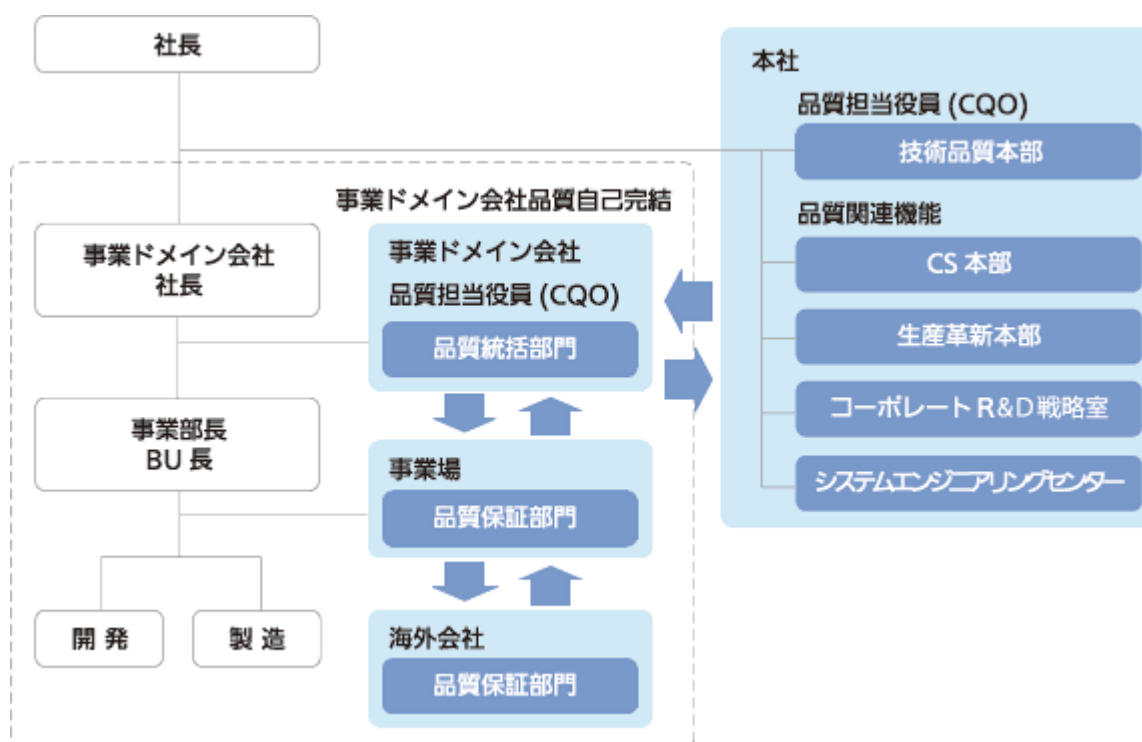 社長
本社
品質担当役員 (CQO)
技術品質本部
品質関連機能
CS 本部
生産革新本部
コーポレート R&D 戦略室
システムエンジニアリングセンター
事業ドメイン会社品質自己完結
事業ドメイン会社
社長
事業ドメイン会社
品質担当役員 (CQO)
品質統括部門
事業部長
BU 長
事業場
品質保証部門
開 発
製 造
海外会社
品質保証部門